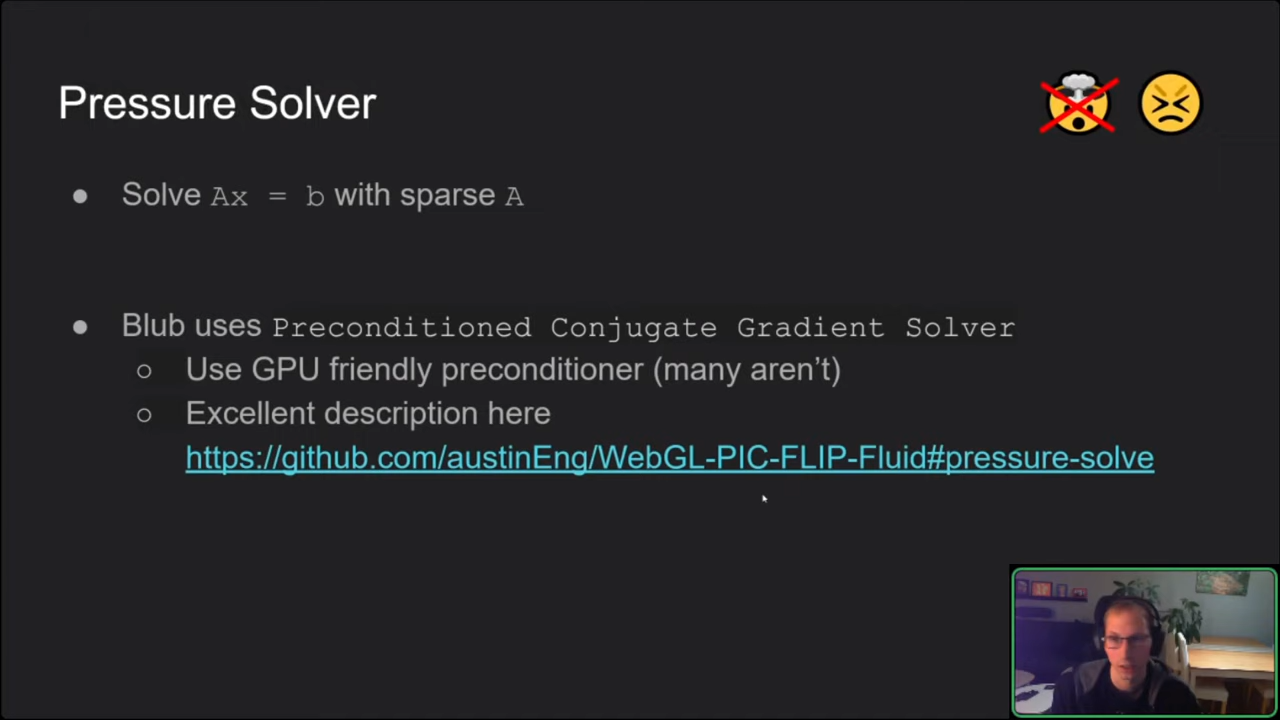 Pressure Solver
● Solve Ax = b with sparse A
● Blub uses Preconditioned Conjugate Gradient Solver
○ Use GPU friendly preconditioner (many aren’t)
○ Excellent description here
https://github.com/austinEng/WebGL-PIC-FLIP-Fluid#pressure-solve